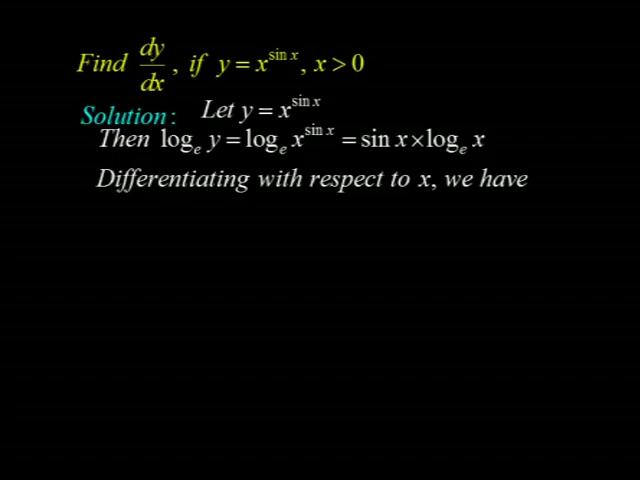 Find dy/dx, if y = x^{sin x}, x > 0
Solution: Let y = x^{sin x}
Then log_e y = log_e x^{sin x} = sin x × log_e x
Differentiating with respect to x, we have